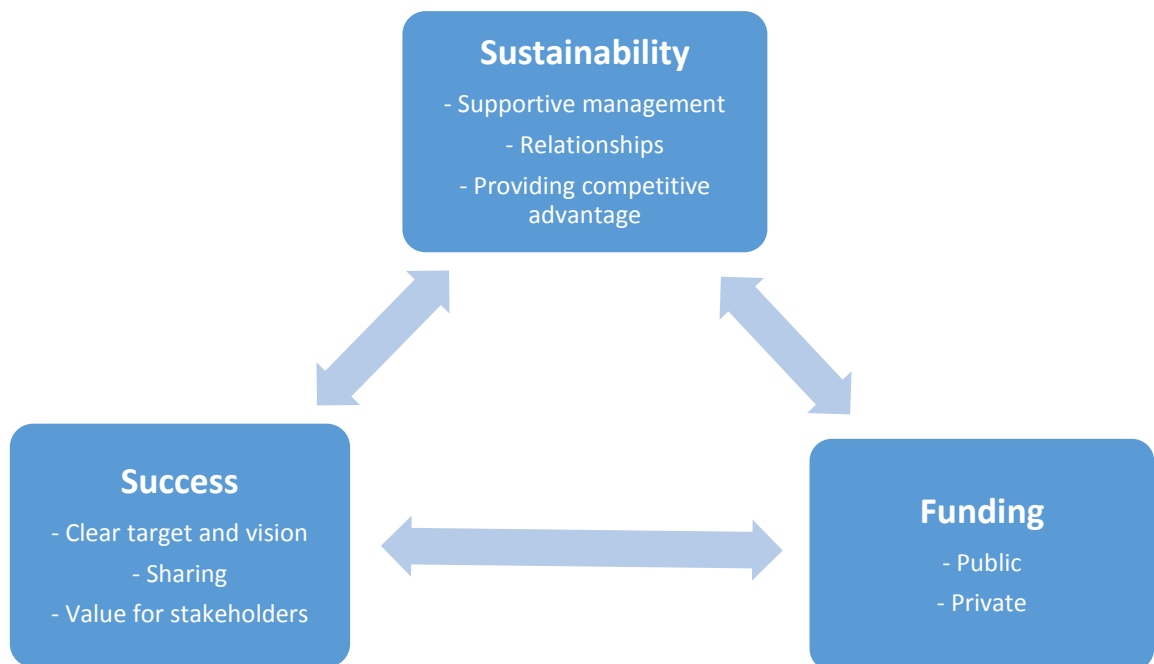 Sustainability
- Supportive management
- Relationships
- Providing competitive
advantage
Success
- Clear target and vision
- Sharing
- Value for stakeholders
Funding
- Public
- Private